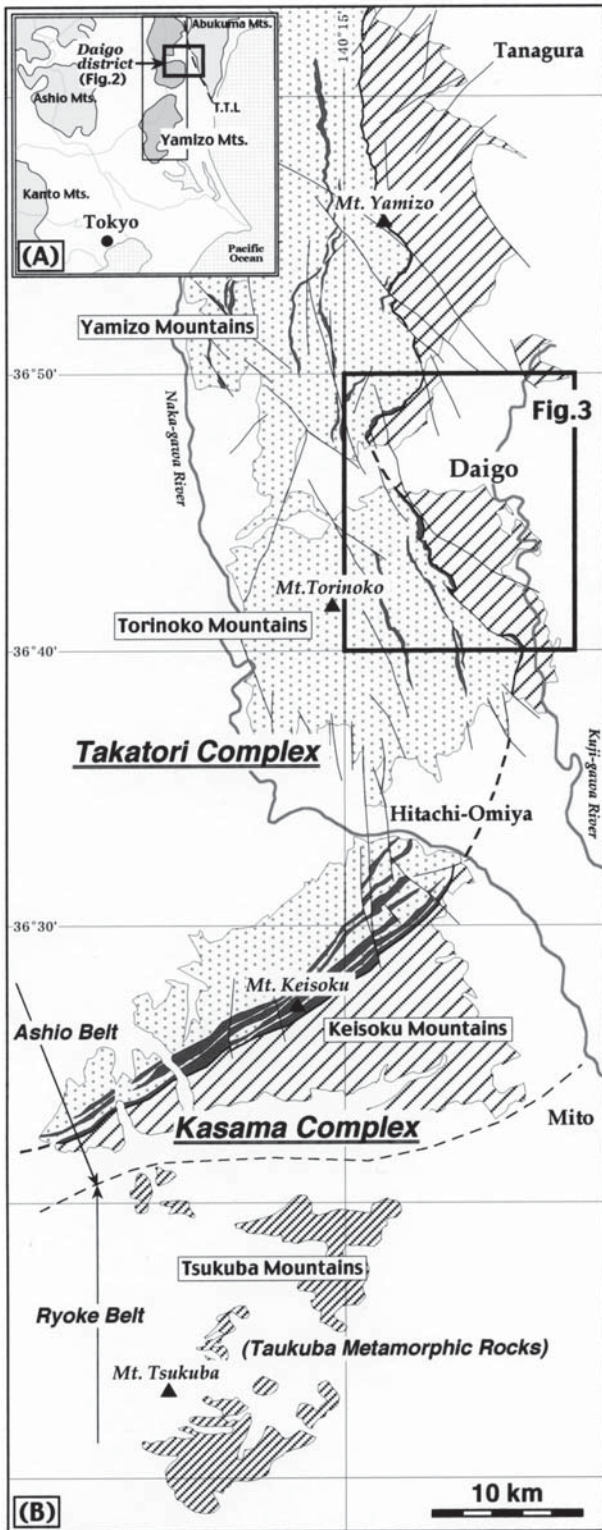 Abukuma Mts.
Daigo
district
(Fig.2)
Ashio Mts.
T.T.L
Yamizo Mts.
Kanto Mts.
Tokyo
Pacific
Ocean
(A)
140°15'
Tanagura
Mt. Yamizo
Yamizo Mountains
36°50'
Naka-gawa
River
Fig.3
Daigo
Mt.Torinoko
Torinoko Mountains
36°40'
Takatori Complex
Kuji-gawa
River
Hitachi-Omiya
36°30'
Mt. Keisoku
Ashio Belt
Keisoku Mountains
Mito
Kasama Complex
Tsukuba Mountains
Ryoke Belt
(Taukuba Metamorphic Rocks)
Mt. Tsukuba
10 km
(B)